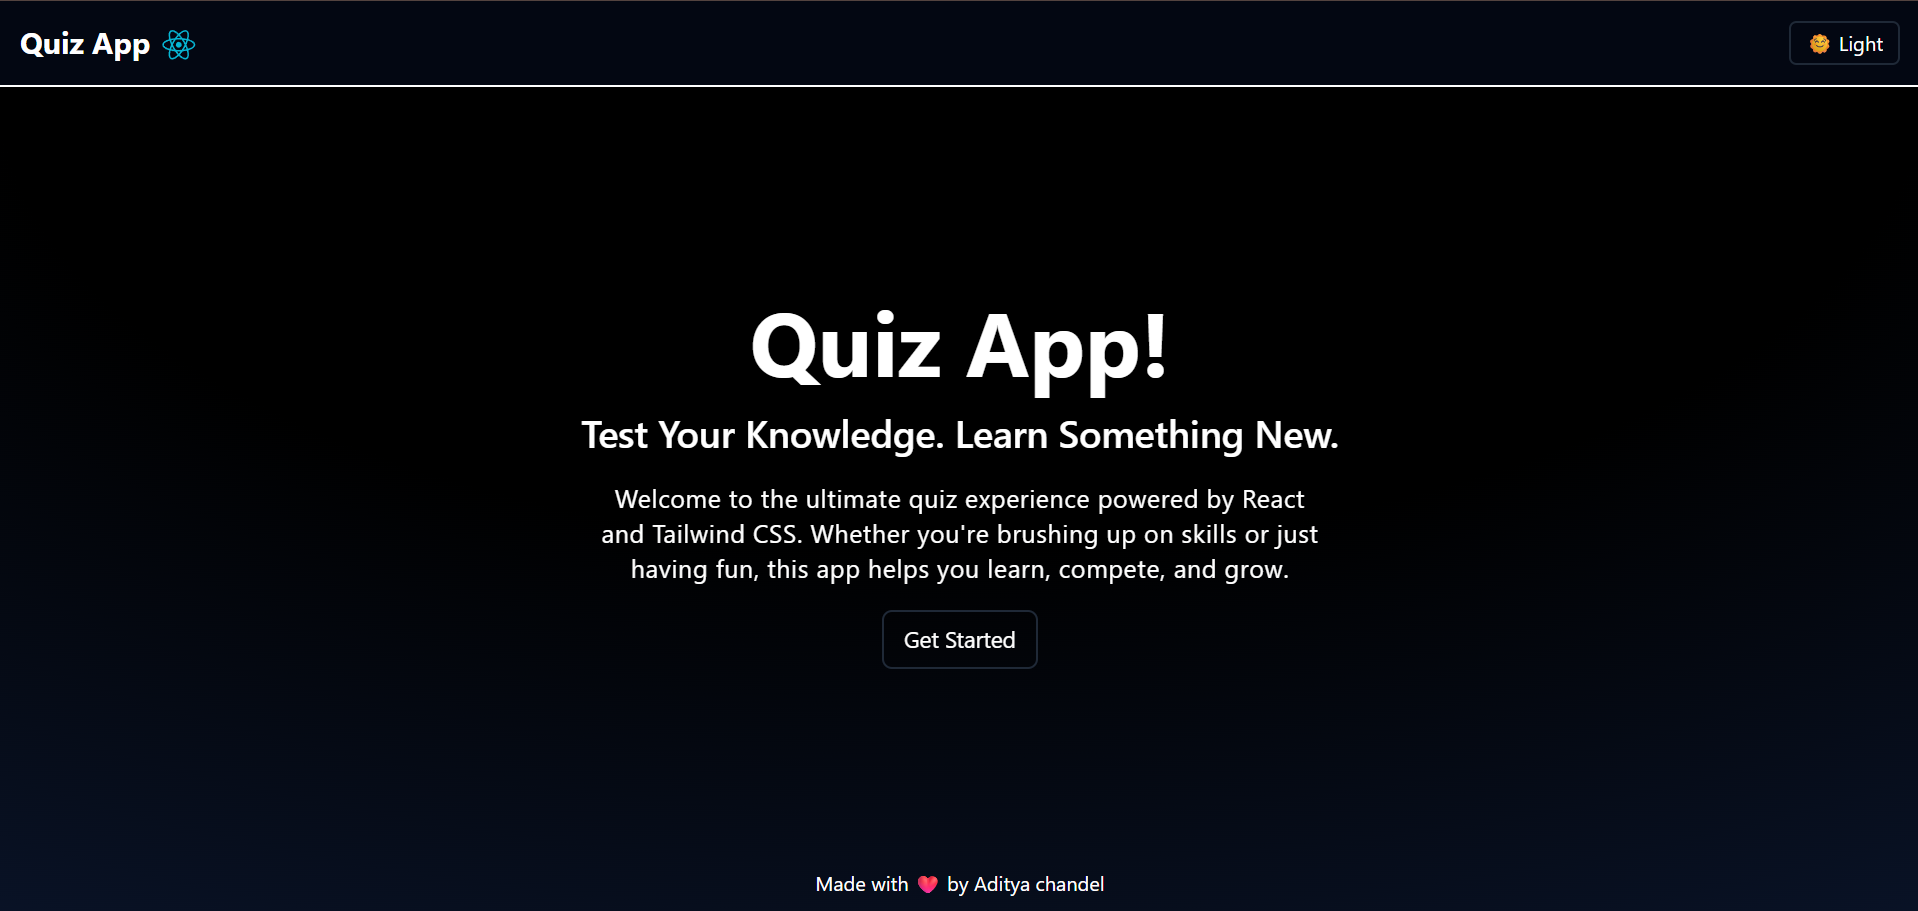 Quiz App
Light
Quiz App!
Test Your Knowledge. Learn Something New.
Welcome to the ultimate quiz experience powered by React
and Tailwind CSS. Whether you're brushing up on skills or just
having fun, this app helps you learn, compete, and grow.
Get Started
Made with ❤️ by Aditya chandel